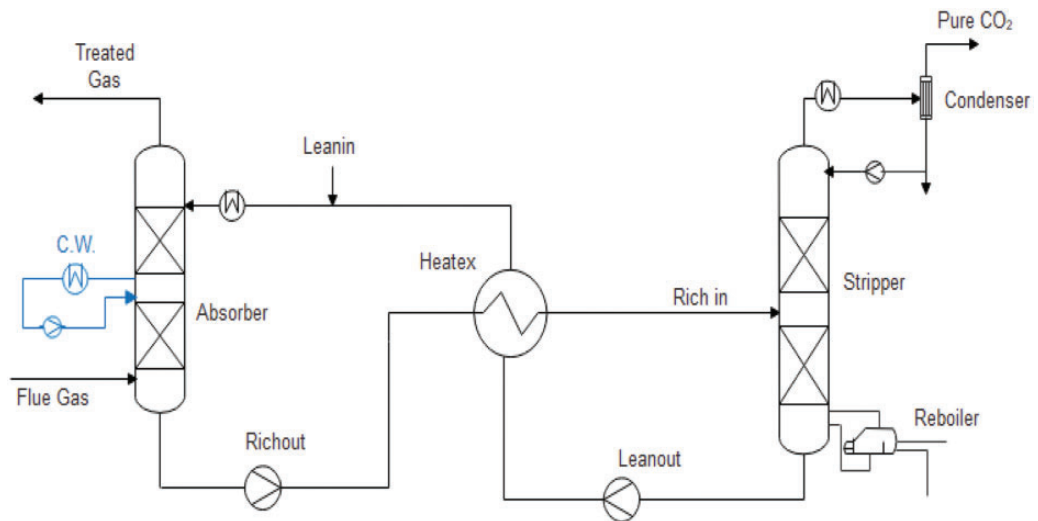 Pure CO₂
Treated
Gas
Condenser
Leanin
C.W.
Heatex
Rich in
Stripper
Absorber
Flue Gas
Richout
Leanout
Reboiler